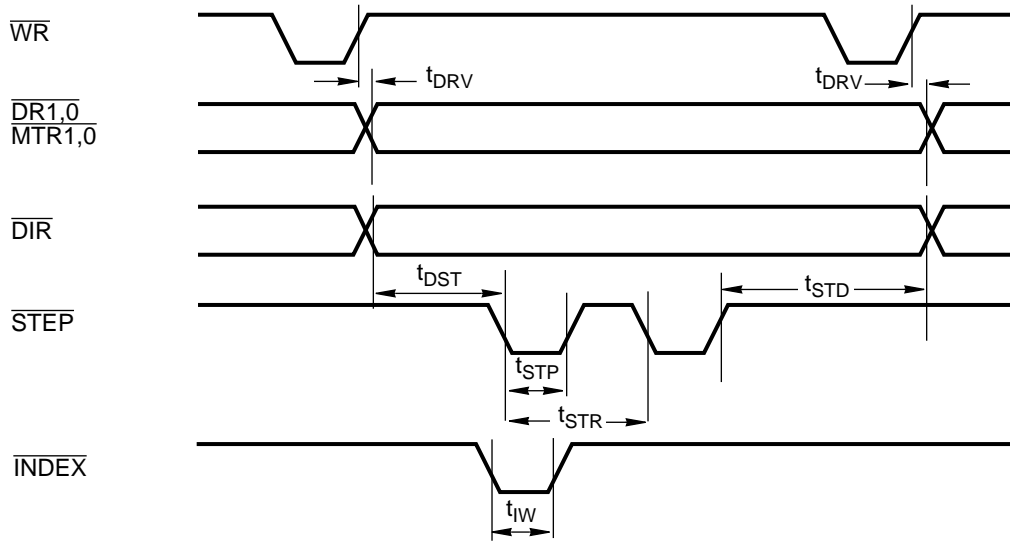 WR
tDRV
tDRV
DR1,0
MTR1,0
DIR
tDST
tSTD
STEP
tSTP
tSTR
INDEX
tIW